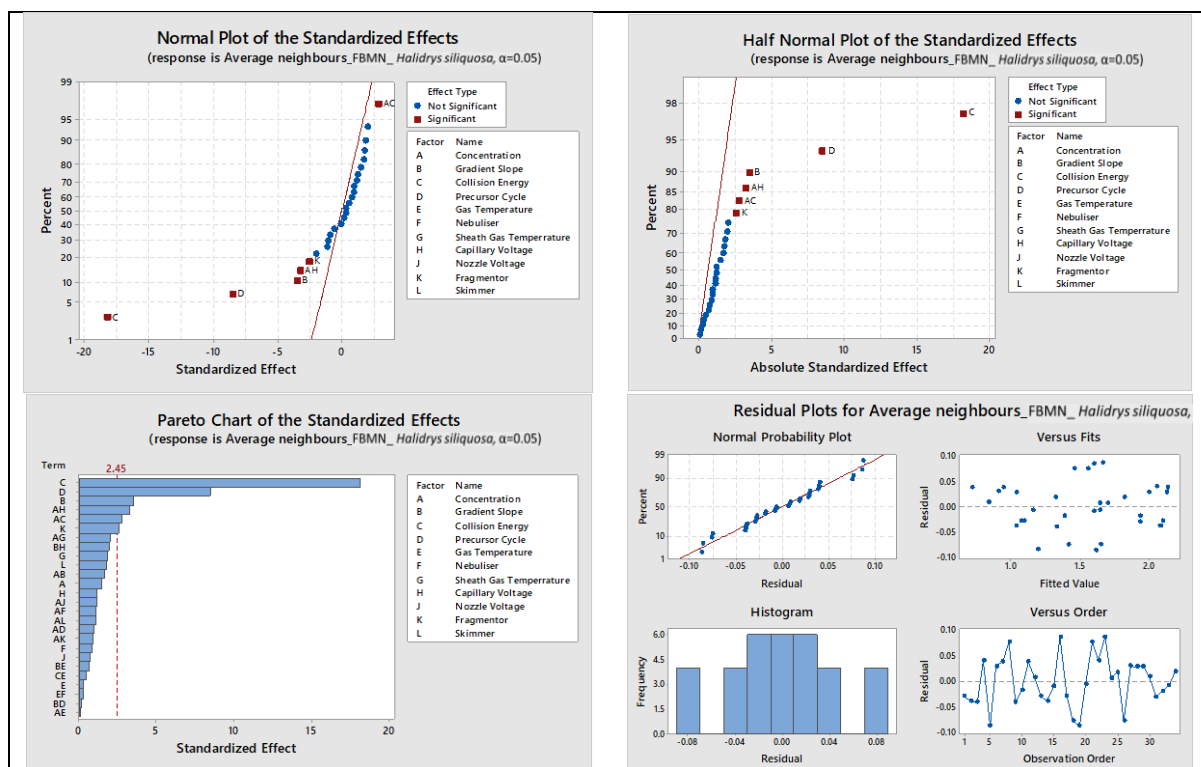 Normal Plot of the Standardized Effects
(response is Average neighbours_FBMN_ Halidrys siliquosa, α=0.05)
99
95
90
80
70
60
50
40
30
20
10
5
1
Percent
-20
-15
-10
-5
0
Standardized Effect
AC
K
AH
B
D
C
Effect Type
Not Significant
Significant
Factor Name
A Concentration
B Gradient Slope
C Collision Energy
D Precursor Cycle
E Gas Temperature
F Nebuliser
G Sheath Gas Temperrature
H Capillary Voltage
J Nozzle Voltage
K Fragmentor
L Skimmer
Half Normal Plot of the Standardized Effects
(response is Average neighbours_FBMN_ Halidrys siliquosa, α=0.05)
98
95
90
85
80
70
60
50
40
30
20
10
0
Percent
0
5
10
15
20
Absolute Standardized Effect
C
D
B
AH
AC
K
Effect Type
Not Significant
Significant
Factor Name
A Concentration
B Gradient Slope
C Collision Energy
D Precursor Cycle
E Gas Temperature
F Nebuliser
G Sheath Gas Temperrature
H Capillary Voltage
J Nozzle Voltage
K Fragmentor
L Skimmer
Pareto Chart of the Standardized Effects
(response is Average neighbours_FBMN_ Halidrys siliquosa, α=0.05)
Term
2.45
C
D
B
AH
AC
K
AG
BH
G
L
AB
A
H
AJ
AF
AL
AD
AK
F
J
BE
CE
E
EF
BD
AE
0
5
10
15
20
Standardized Effect
Factor Name
A Concentration
B Gradient Slope
C Collision Energy
D Precursor Cycle
E Gas Temperature
F Nebuliser
G Sheath Gas Temperrature
H Capillary Voltage
J Nozzle Voltage
K Fragmentor
L Skimmer
Residual Plots for Average neighbours_FBMN_ Halidrys siliquosa,
Normal Probability Plot
99
90
50
10
1
Percent
-0.10
-0.05
0.00
0.05
0.10
Residual
Versus Fits
0.10
0.05
0.00
-0.05
-0.10
Residual
1.0
1.5
2.0
Fitted Value
Histogram
6.0
4.5
3.0
1.5
0.0
Frequency
-0.08
-0.04
0.00
0.04
0.08
Residual
Versus Order
0.10
0.05
0.00
-0.05
-0.10
Residual
1
5
10
15
20
25
30
Observation Order